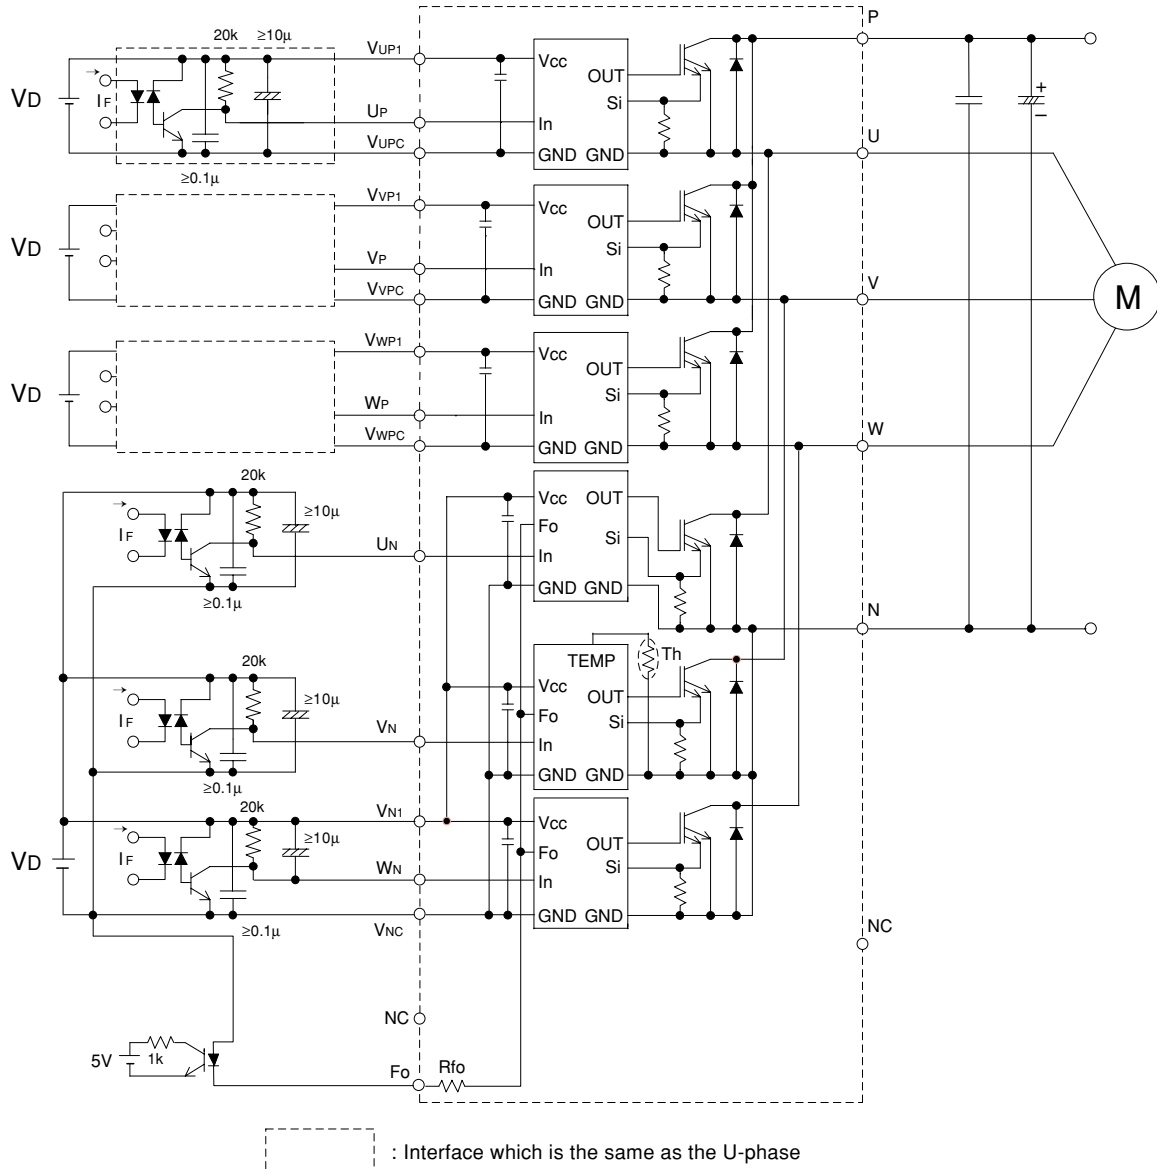 P
20k ≥10µ
VUP1
Vcc
OUT
+
VD
IF
Si
–
UP
In
U
VUPC
GND GND
≥0.1µ
VVP1
Vcc
OUT
VD
Si
VP
In
V
VVPC
GND GND
M
VWP1
Vcc
OUT
VD
Si
WP
In
W
VWPC
GND GND
20k
Vcc OUT
≥10µ
Fo
IF
Si
UN
In
GND GND
≥0.1µ
N
20k
TEMP
Th
≥10µ
Vcc
OUT
IF
Fo
Si
VN
In
GND GND
≥0.1µ
20k
VN1
Vcc
≥10µ
OUT
VD
IF
Fo
Si
WN
In
GND GND
VNC
≥0.1µ
NC
NC
5V
1k
Fo
Rfo
: Interface which is the same as the U-phase